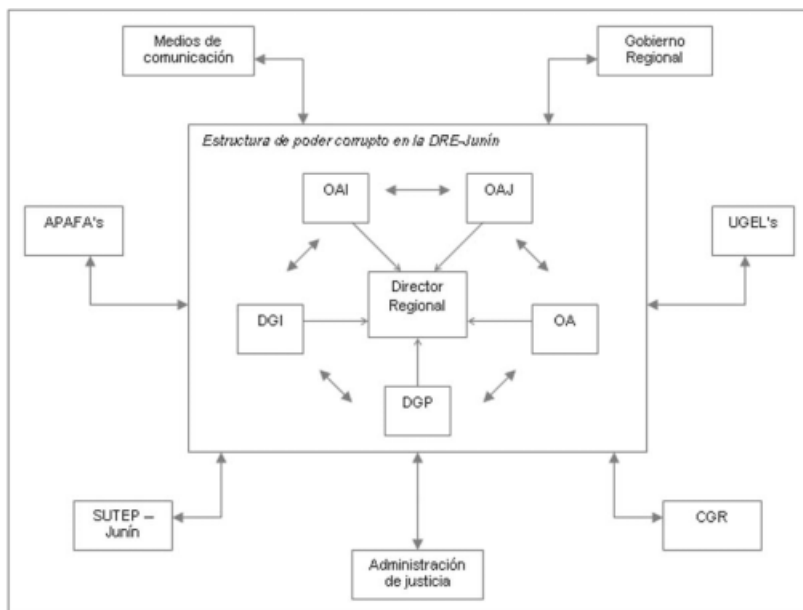 Medios de
comunicación
Gobierno
Regional
Estructura de poder corrupto en la DRE-Junín
OAI
OAJ
APAFA's
UGEL's
Director
Regional
DGI
OA
DGP
SUTEP –
Junín
CGR
Administración
de justicia